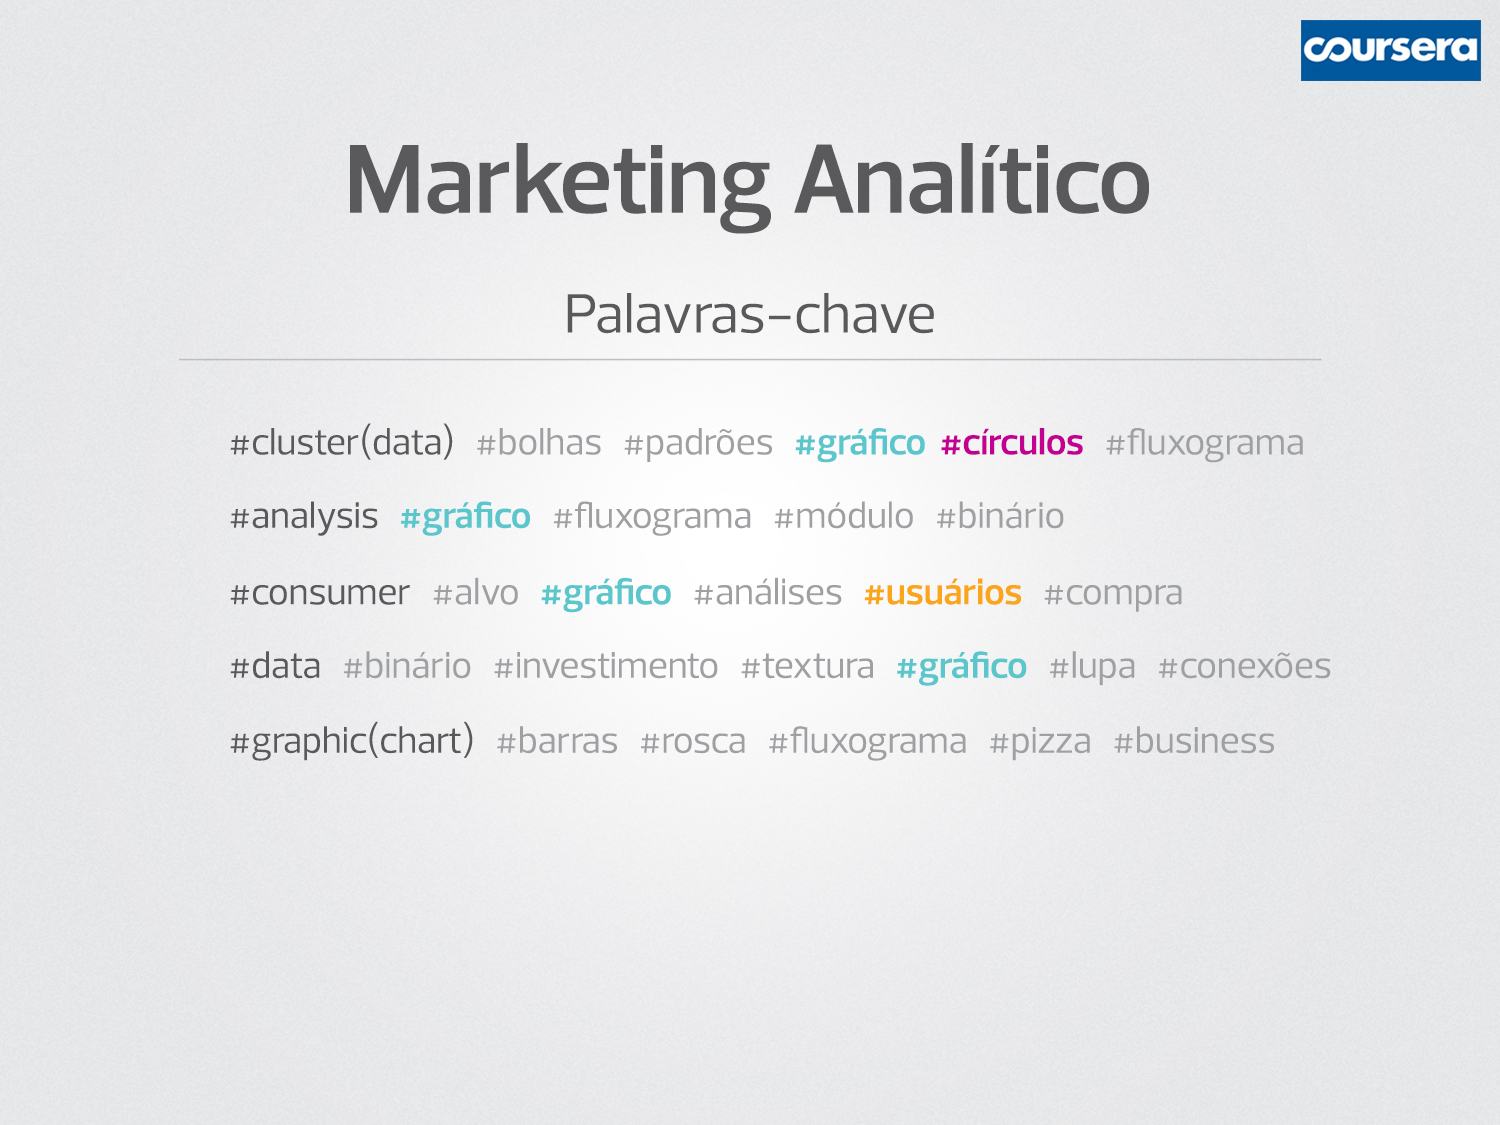 coursera
Marketing Analítico
Palavras-chave
#cluster(data) #bolhas #padrões #gráfico #círculos #fluxograma
#analysis #gráfico #fluxograma #módulo #binário
#consumer #alvo #gráfico #análises #usuários #compra
#data #binário #investimento #textura #gráfico #lupa #conexões
#graphic(chart) #barras #rosca #fluxograma #pizza #business